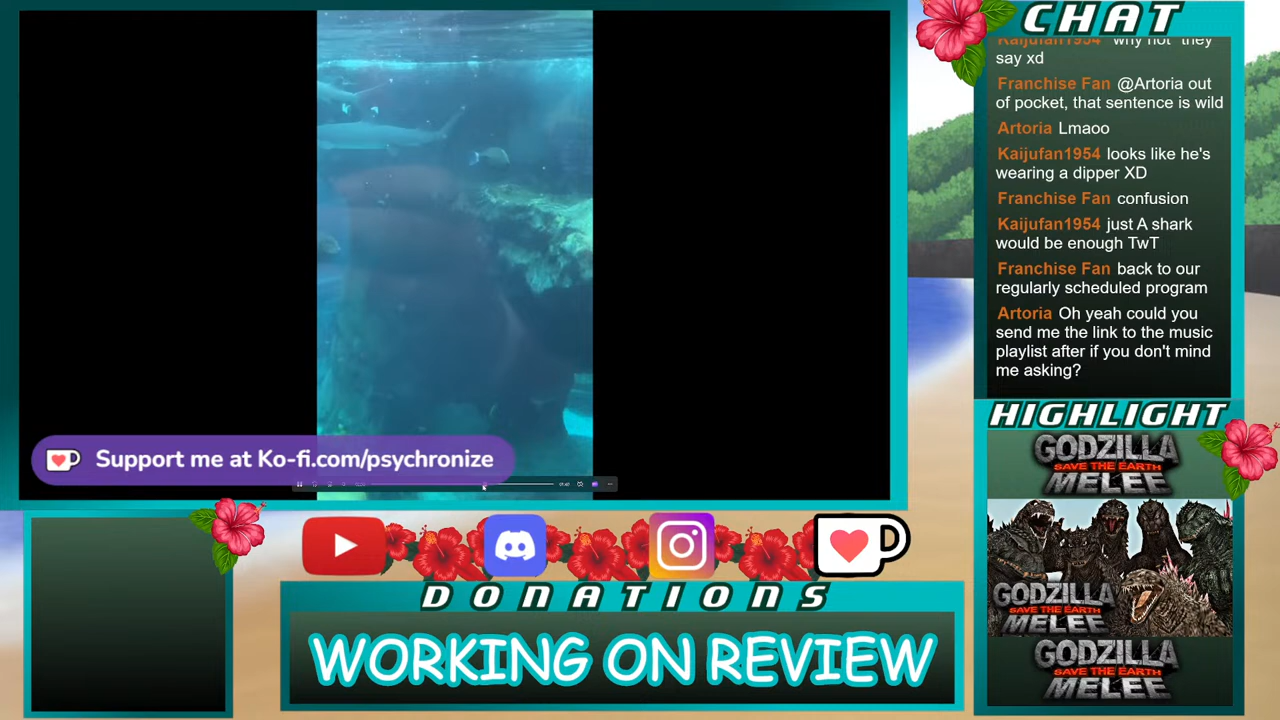 CHAT
Kaijufan1954 "why not" they
say xd
Franchise Fan @Artoria out
of pocket, that sentence is wild
Artoria Lmaoo
Kaijufan1954 looks like he's
wearing a dipper XD
Franchise Fan confusion
Kaijufan1954 just A shark
would be enough TwT
Franchise Fan back to our
regularly scheduled program
Artoria Oh yeah could you
send me the link to the music
playlist after if you don't mind
me asking?
HIGHLIGHT
GODZILLA
SAVE THE EARTH
MELEE
GODZILLA
SAVE THE EARTH
MELEE
GODZILLA
SAVE THE EARTH
MELEE
Support me at Ko-fi.com/psychronize
DONATIONS
WORKING ON REVIEW